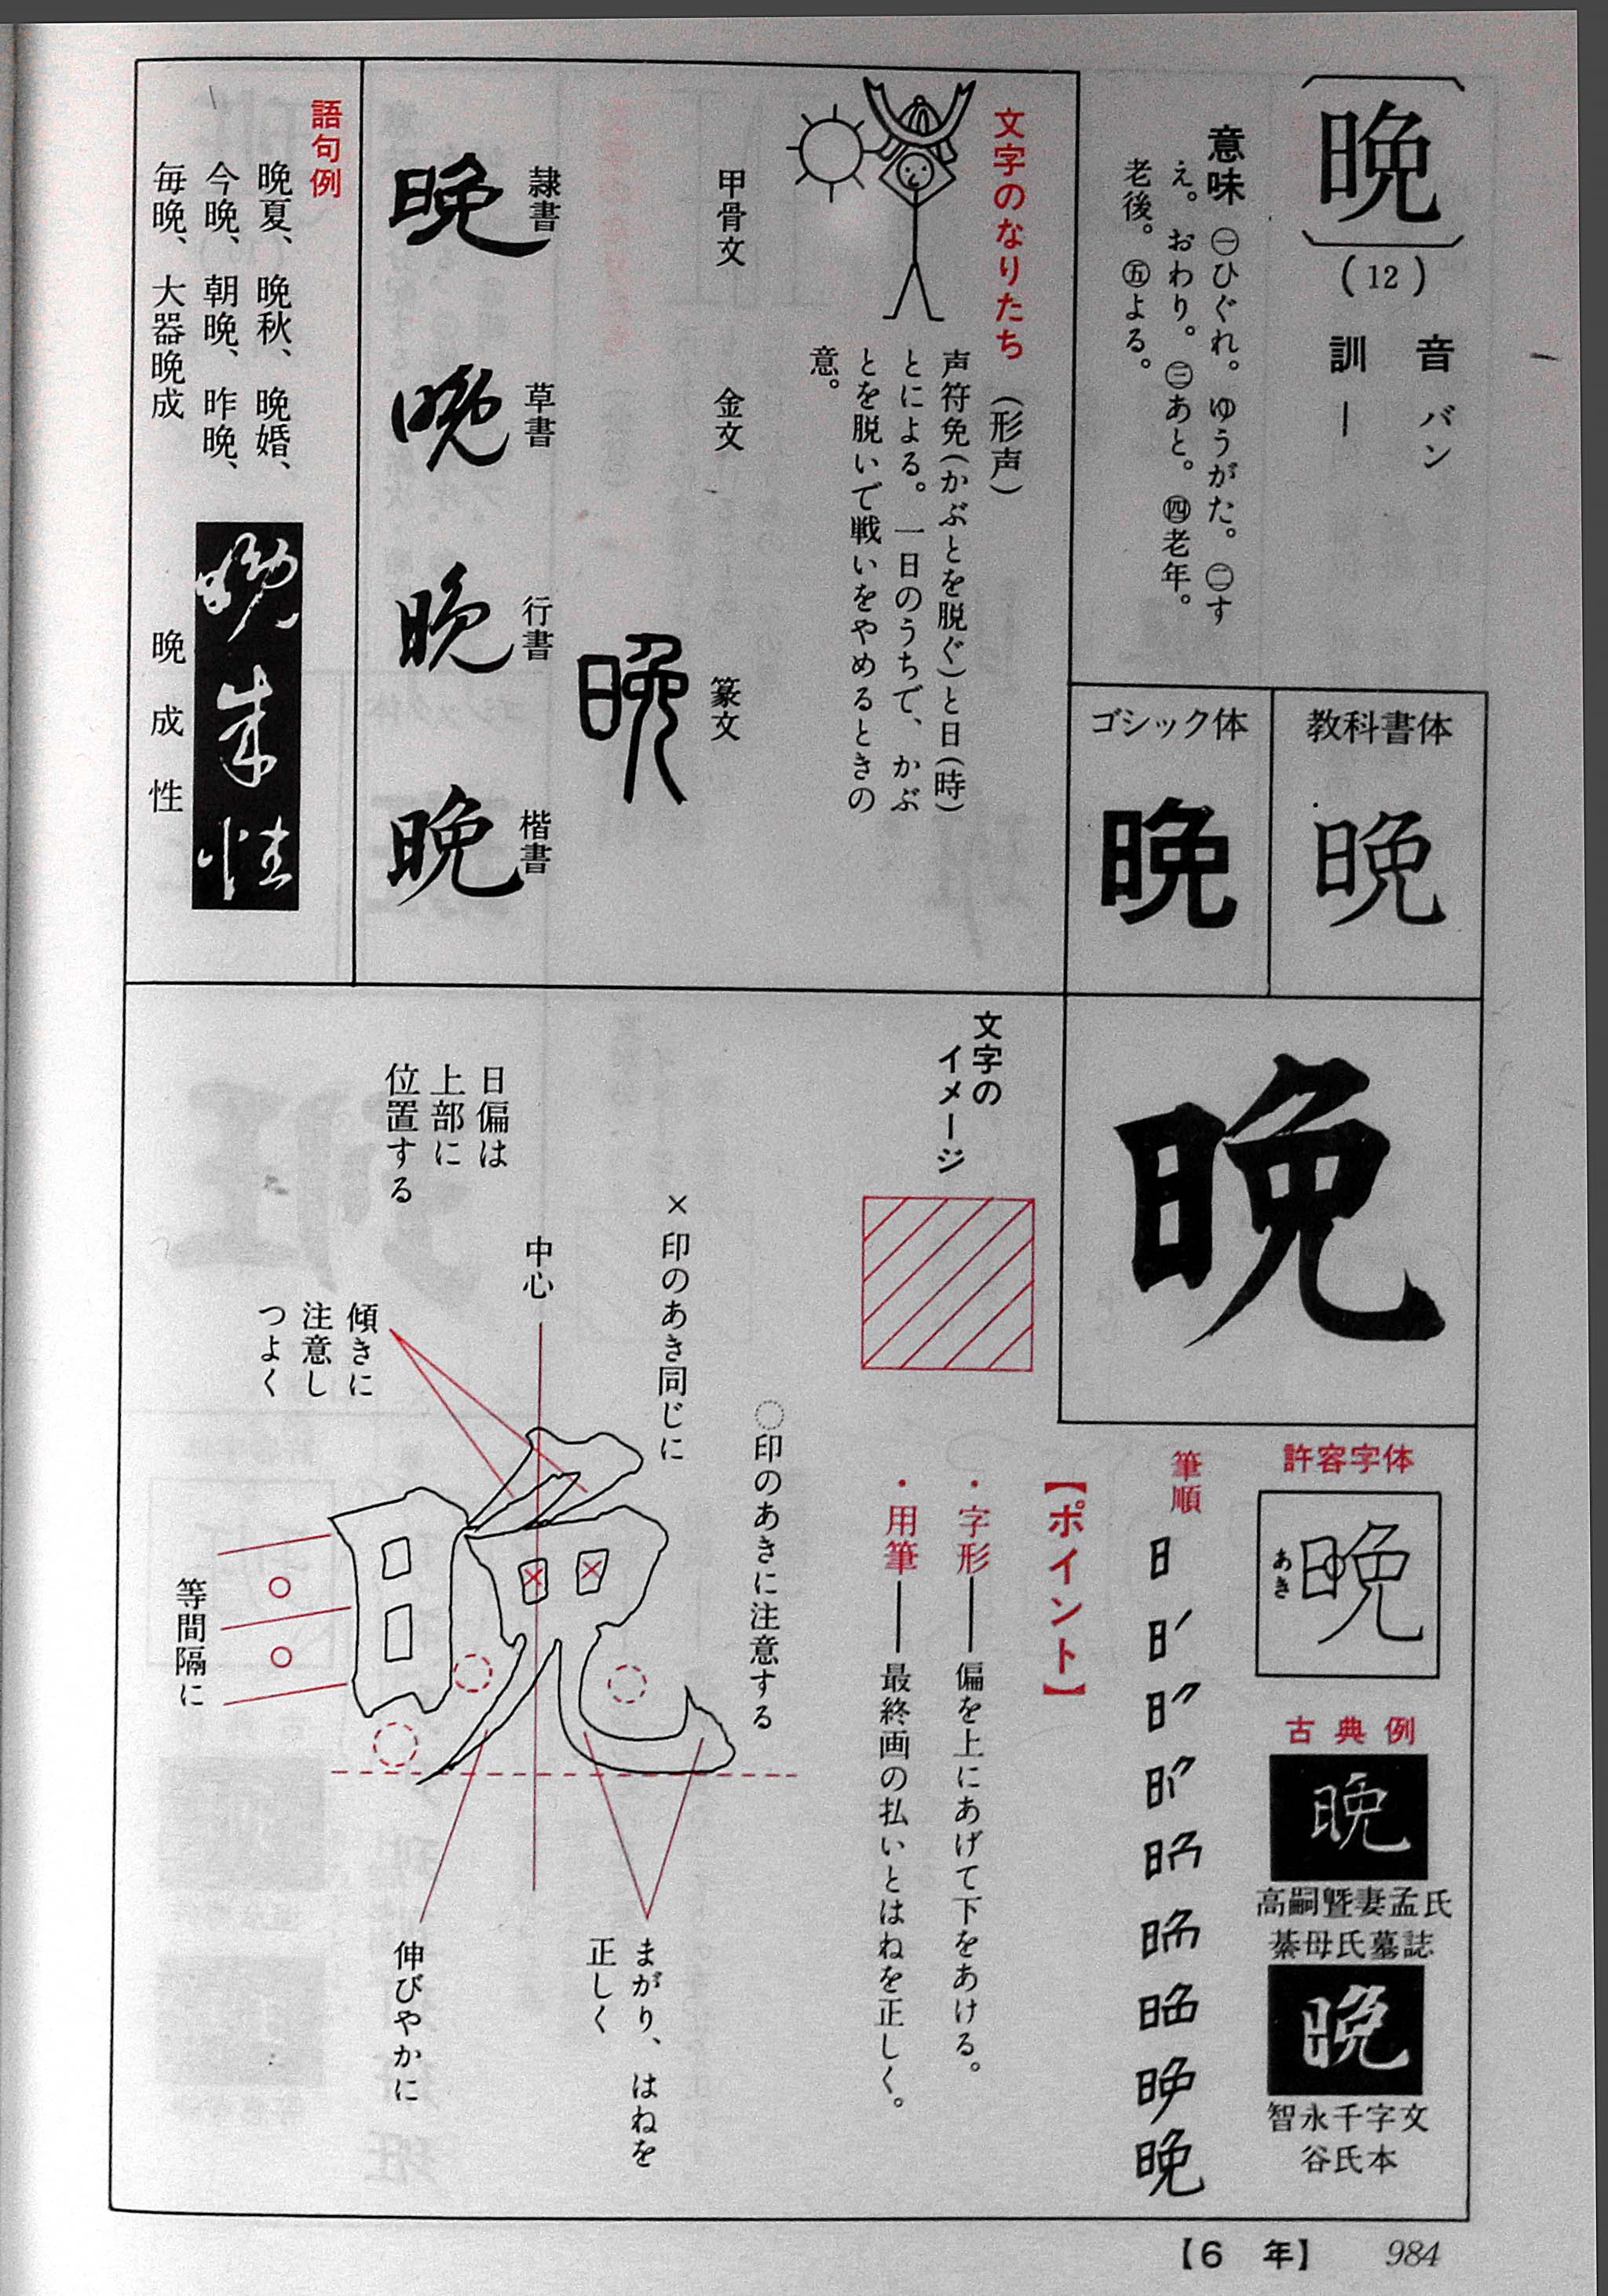 晩
(12)
音 バン
訓 ー
意味 ㊀ひぐれ。ゆうがた。㊁す
え。おわり。㊂あと。㊃老年。
老後。㊄よる。
教科書体
晩
ゴシック体
晩
晩
許容字体
晩
あき
古典例
晩
高嗣曁妻孟氏
綦母氏墓誌
晩
智永千字文
谷氏本
筆順
晩
文字のなりたち (形声)
声符免(かぶとを脱ぐ)と日(時)
とによる。一日のうちで、かぶ
とを脱いで戦いをやめるときの
意。
甲骨文
金文
篆文
晩
隷書
晩
草書
晩
行書
晩
楷書
晩
語句例
晩夏、晩秋、晩婚、
今晩、朝晩、昨晩、
毎晩、大器晩成
晩成性
晩成性
文字の
イメージ
【ポイント】
・字形――偏を上にあげて下をあける。
・用筆――最終画の払いとはねを正しく。
○印のあきに注意する
×印のあき同じに
中心
日偏は
上部に
位置する
傾きに
注意し
つよく
等間隔に
まがり、はねを
正しく
伸びやかに
【6 年】 984